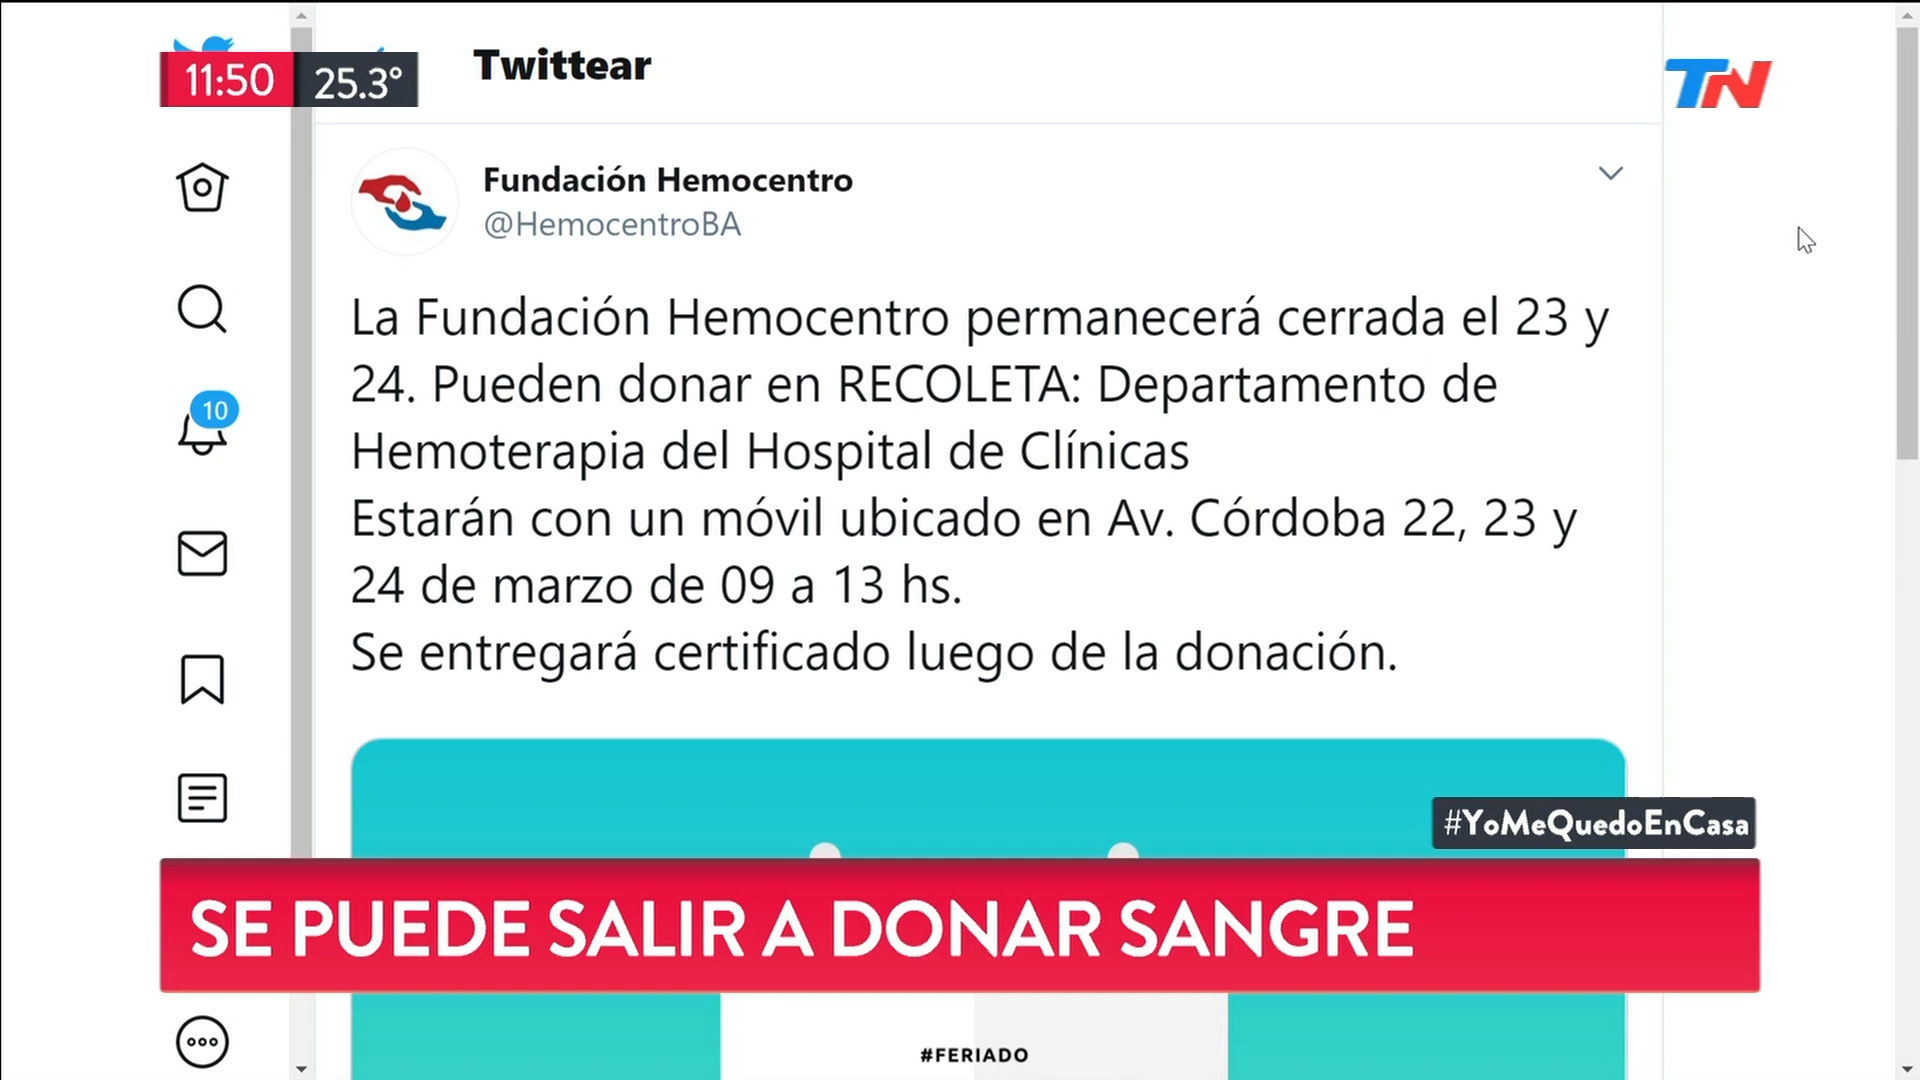 11:50 25.3°
Twittear
TN
Fundación Hemocentro
@HemocentroBA
La Fundación Hemocentro permanecerá cerrada el 23 y
24. Pueden donar en RECOLETA: Departamento de
Hemoterapia del Hospital de Clínicas
Estarán con un móvil ubicado en Av. Córdoba 22, 23 y
24 de marzo de 09 a 13 hs.
Se entregará certificado luego de la donación.
10
#YoMeQuedoEnCasa
SE PUEDE SALIR A DONAR SANGRE
#FERIADO